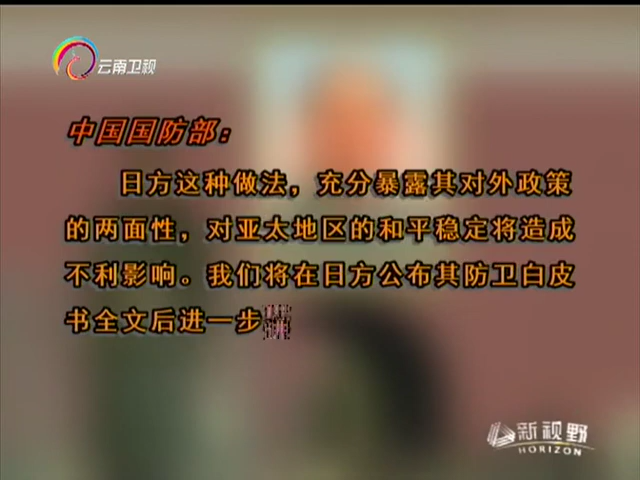 云南卫视
中国国防部：
日方这种做法，充分暴露其对外政策
的两面性，对亚太地区的和平稳定将造成
不利影响。我们将在日方公布其防卫白皮
书全文后进一步
新视野
HORIZON